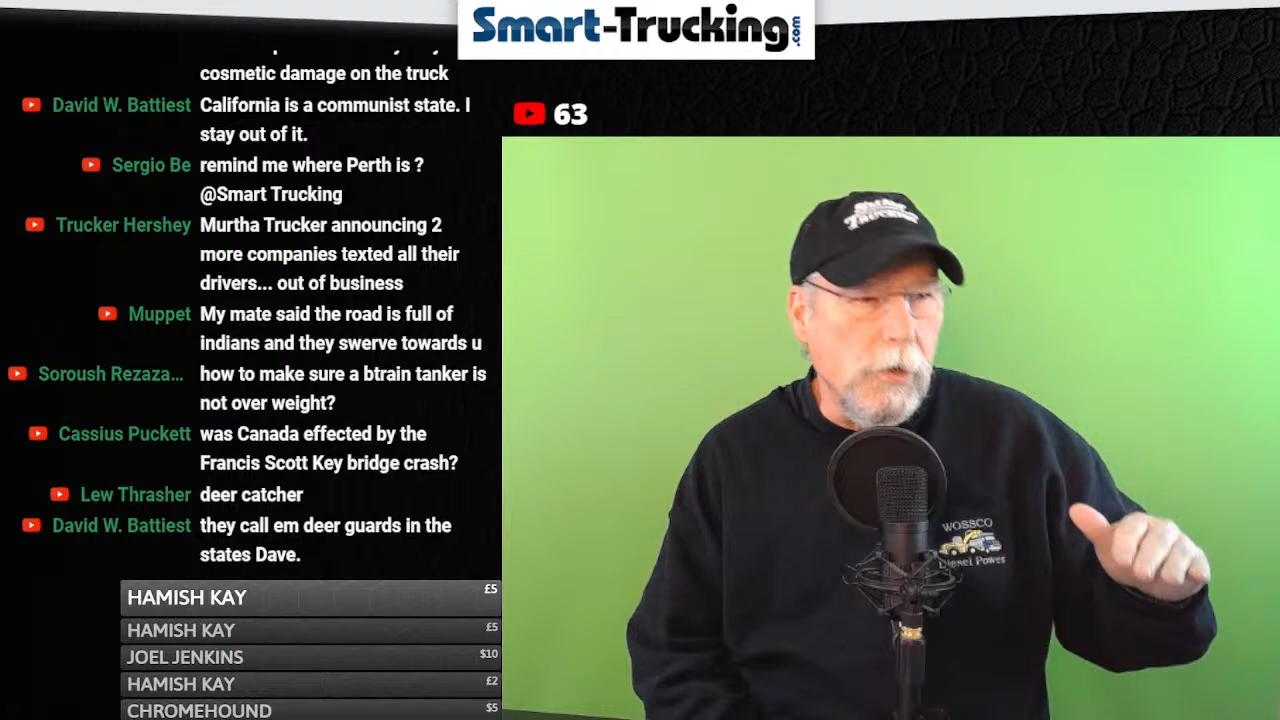 Smart-Trucking.com
cosmetic damage on the truck
David W. Battiest California is a communist state. I
stay out of it.
Sergio Be remind me where Perth is ?
@Smart Trucking
Trucker Hershey Murtha Trucker announcing 2
more companies texted all their
drivers... out of business
Muppet My mate said the road is full of
indians and they swerve towards u
Soroush Rezaza... how to make sure a btrain tanker is
not over weight?
Cassius Puckett was Canada effected by the
Francis Scott Key bridge crash?
Lew Thrasher deer catcher
David W. Battiest they call em deer guards in the
states Dave.
HAMISH KAY £5
HAMISH KAY £5
JOEL JENKINS $10
HAMISH KAY £2
CHROMEHOUND $5
63
SMART
TRUCKING
WOSSCO
Diesel Power